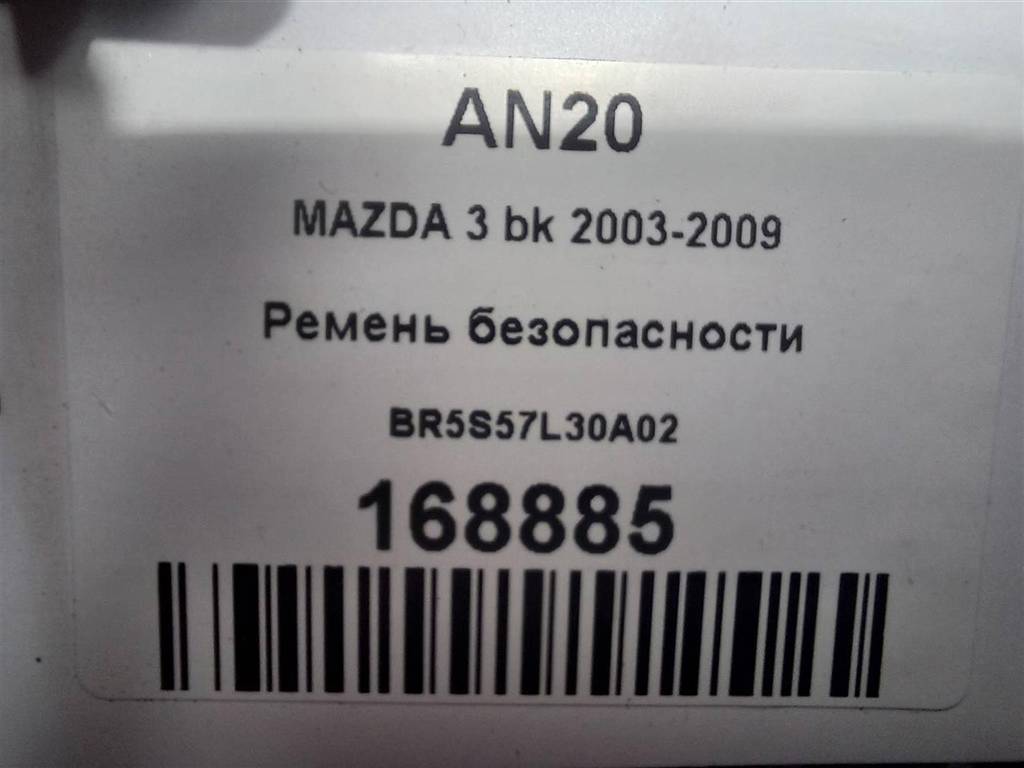 AN20
MAZDA 3 bk 2003-2009
Ремень безопасности
BR5S57L30A02
168885